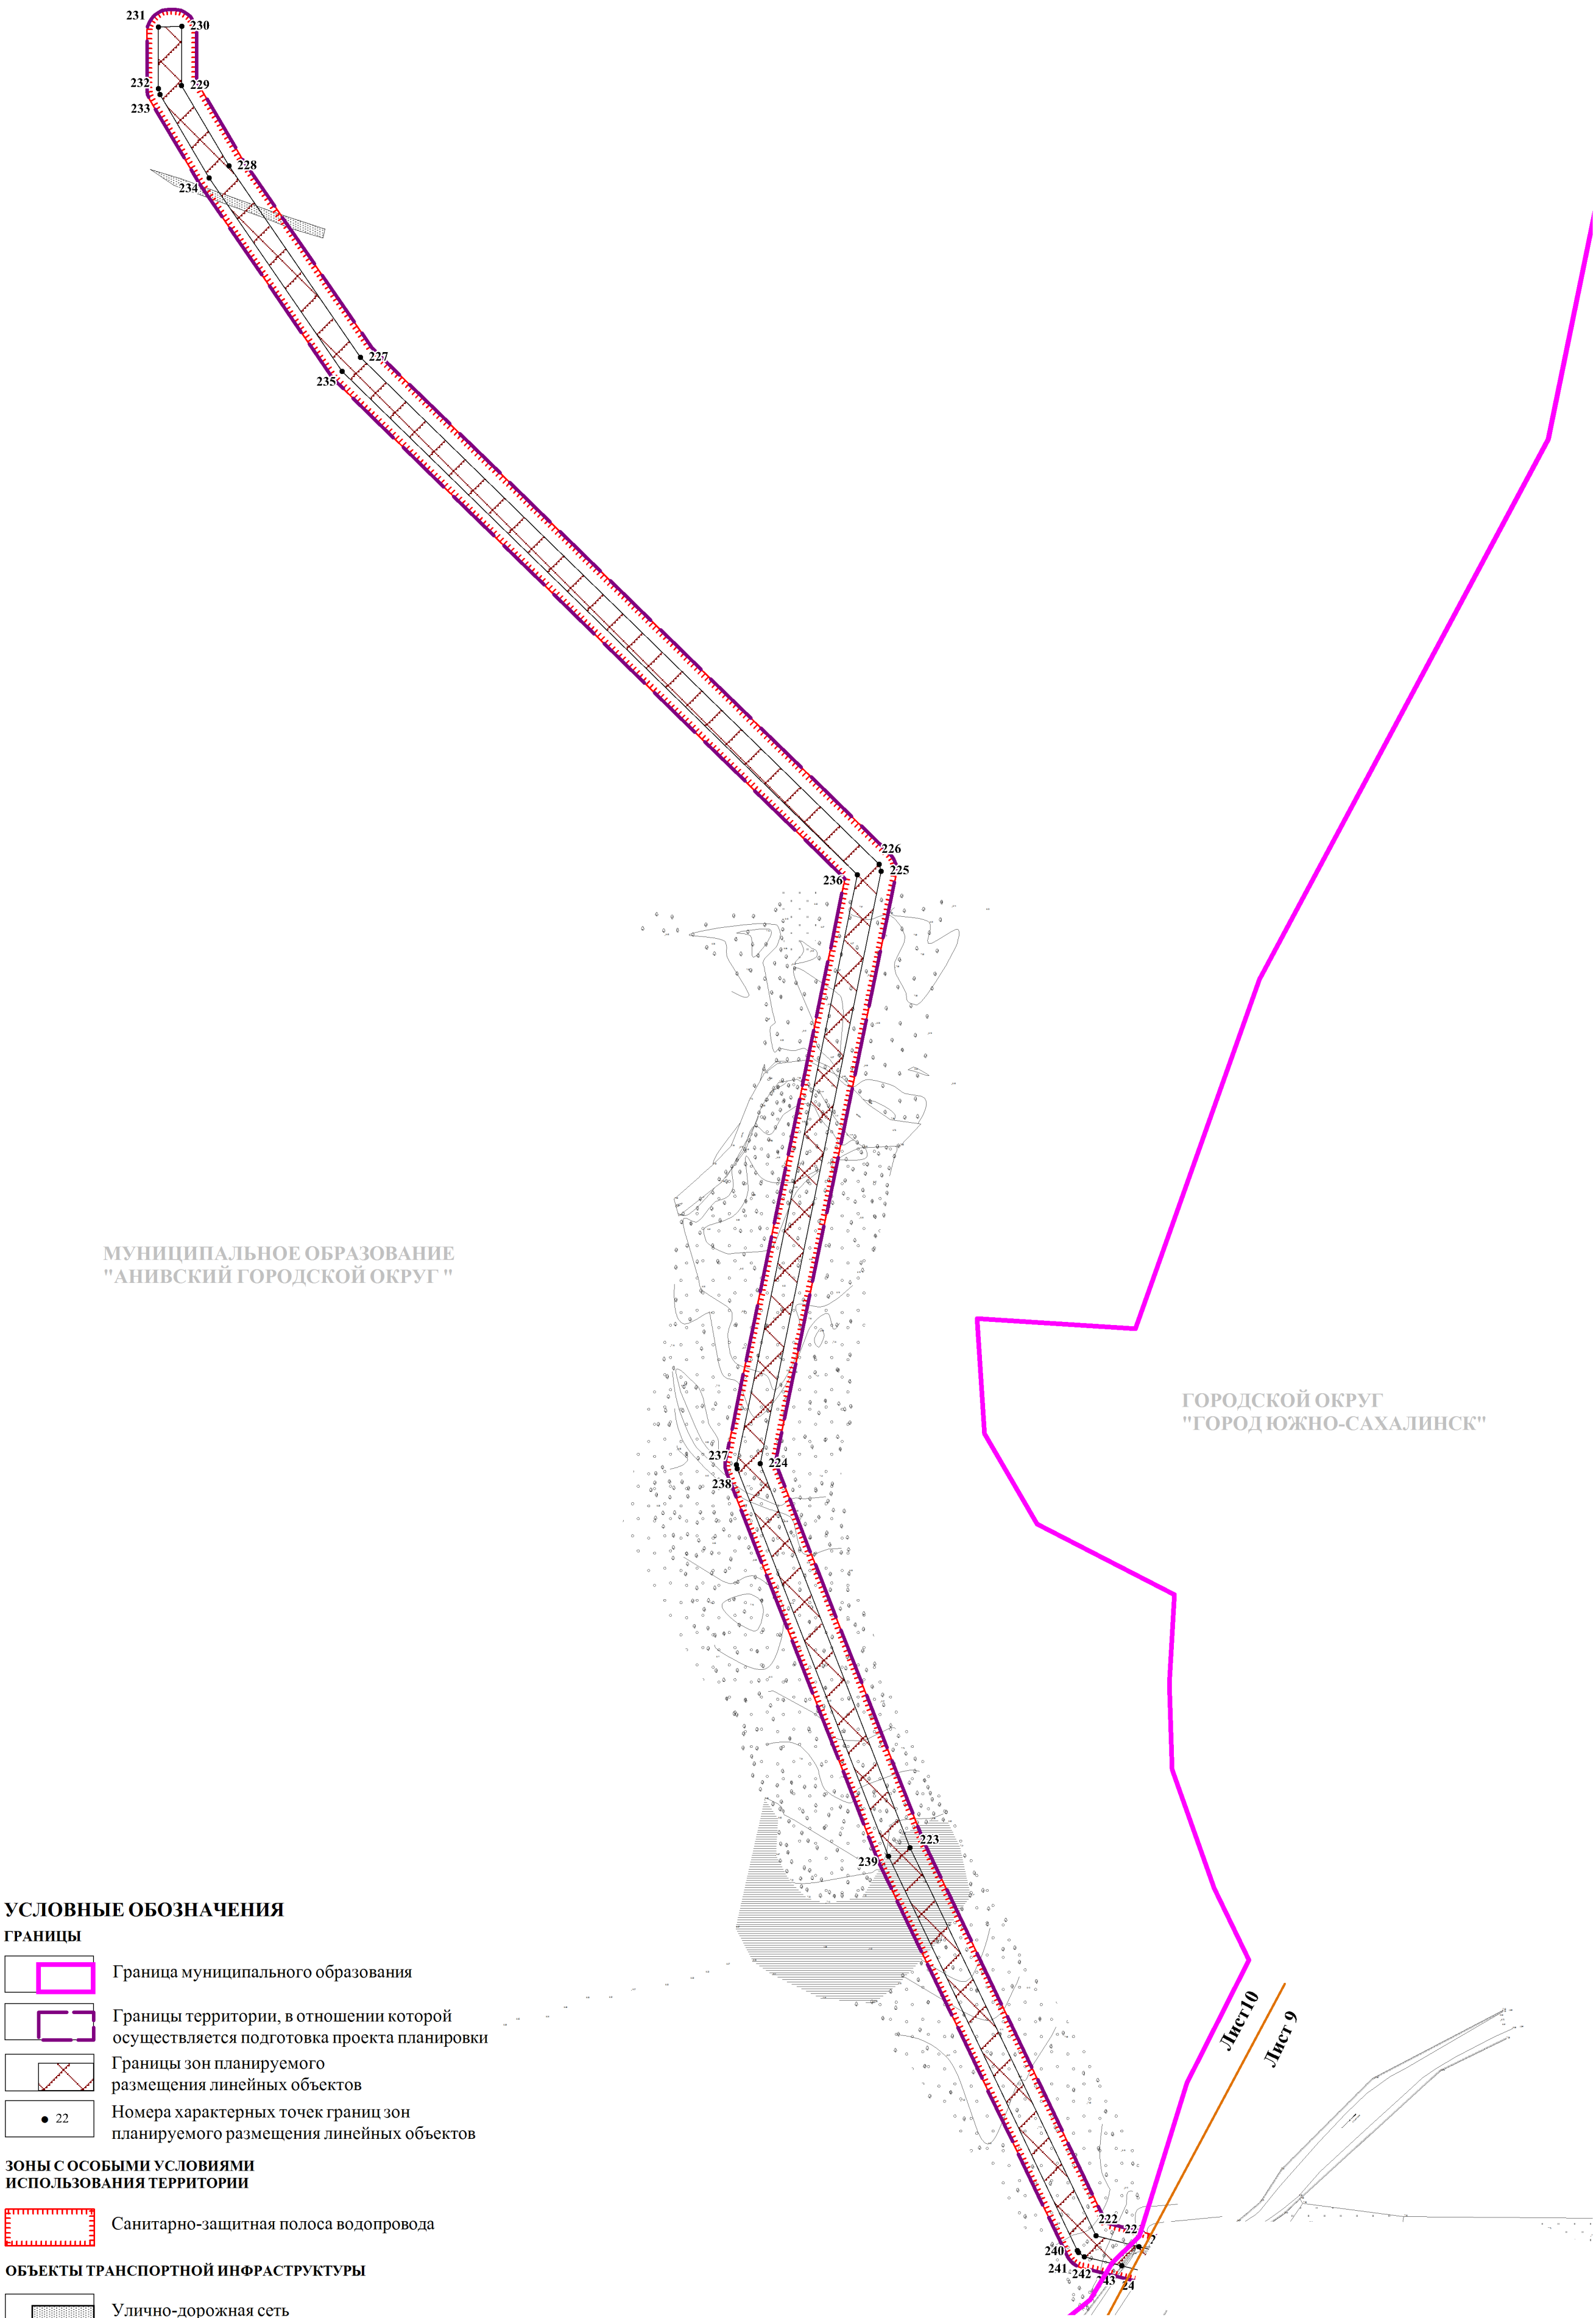 231
230
232
229
233
228
234
227
235
226
225
236
МУНИЦИПАЛЬНОЕ ОБРАЗОВАНИЕ
"АНИВСКИЙ ГОРОДСКОЙ ОКРУГ "
ГОРОДСКОЙ ОКРУГ
"ГОРОД ЮЖНО-САХАЛИНСК"
237
224
238
223
239
УСЛОВНЫЕ ОБОЗНАЧЕНИЯ
ГРАНИЦЫ
Граница муниципального образования
Границы территории, в отношении которой
осуществляется подготовка проекта планировки
Границы зон планируемого
размещения линейных объектов
22
Номера характерных точек границ зон
планируемого размещения линейных объектов
ЗОНЫ С ОСОБЫМИ УСЛОВИЯМИ
ИСПОЛЬЗОВАНИЯ ТЕРРИТОРИИ
Санитарно-защитная полоса водопровода
ОБЪЕКТЫ ТРАНСПОРТНОЙ ИНФРАСТРУКТУРЫ
Улично-дорожная сеть
Лист10
Лист 9
222
22
240
241
242
243
24